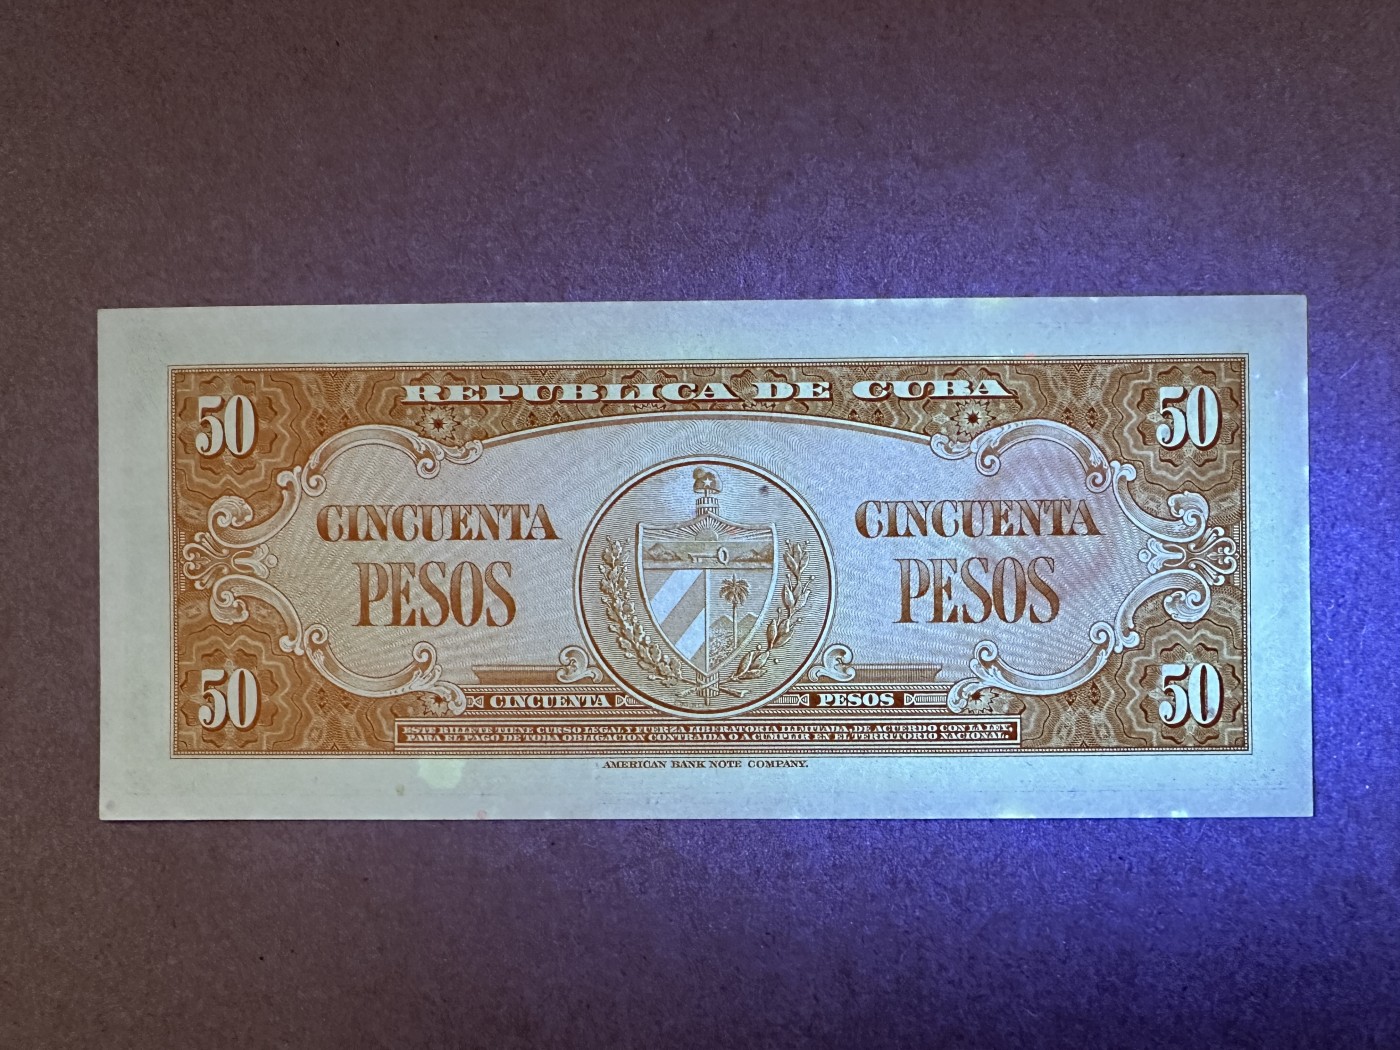 REPUBLICA DE CUBA
50 50
CINCUENTA CINCUENTA
PESOS PESOS
50 50
CINCUENTA PESOS
ESTE BILLETE TIENE CURSO LEGAL Y FUERZA LIBERATORIA ILIMITADA, DE ACUERDO CON LA LEY,
PARA EL PAGO DE TODA OBLIGACION CONTRAIDA O A CUMPLIR EN EL TERRITORIO NACIONAL.
AMERICAN BANK NOTE COMPANY.